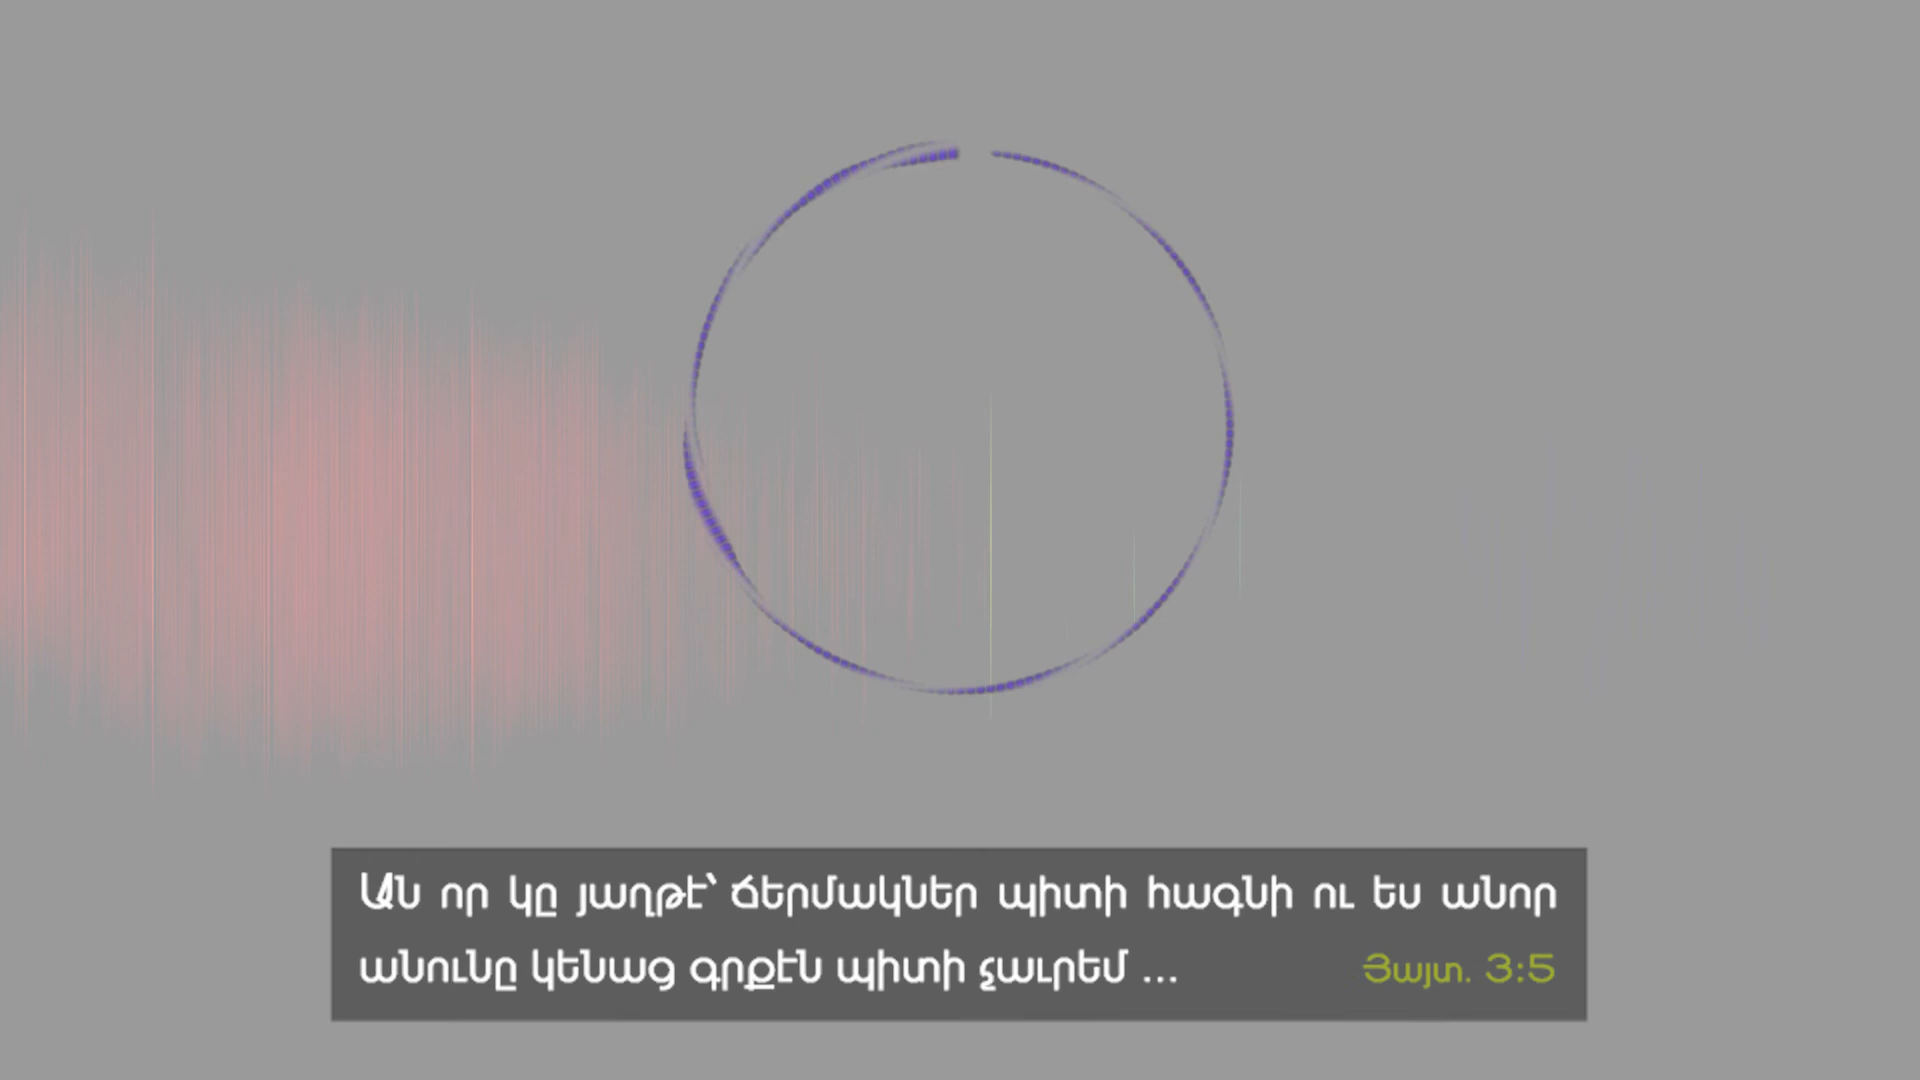 Ան որ կը յաղթէ՝ ճերմակներ պիտի հագնի ու ես անոր
անունը կենաց գրքէն պիտի չաւրեմ ... Յայտ. 3:5